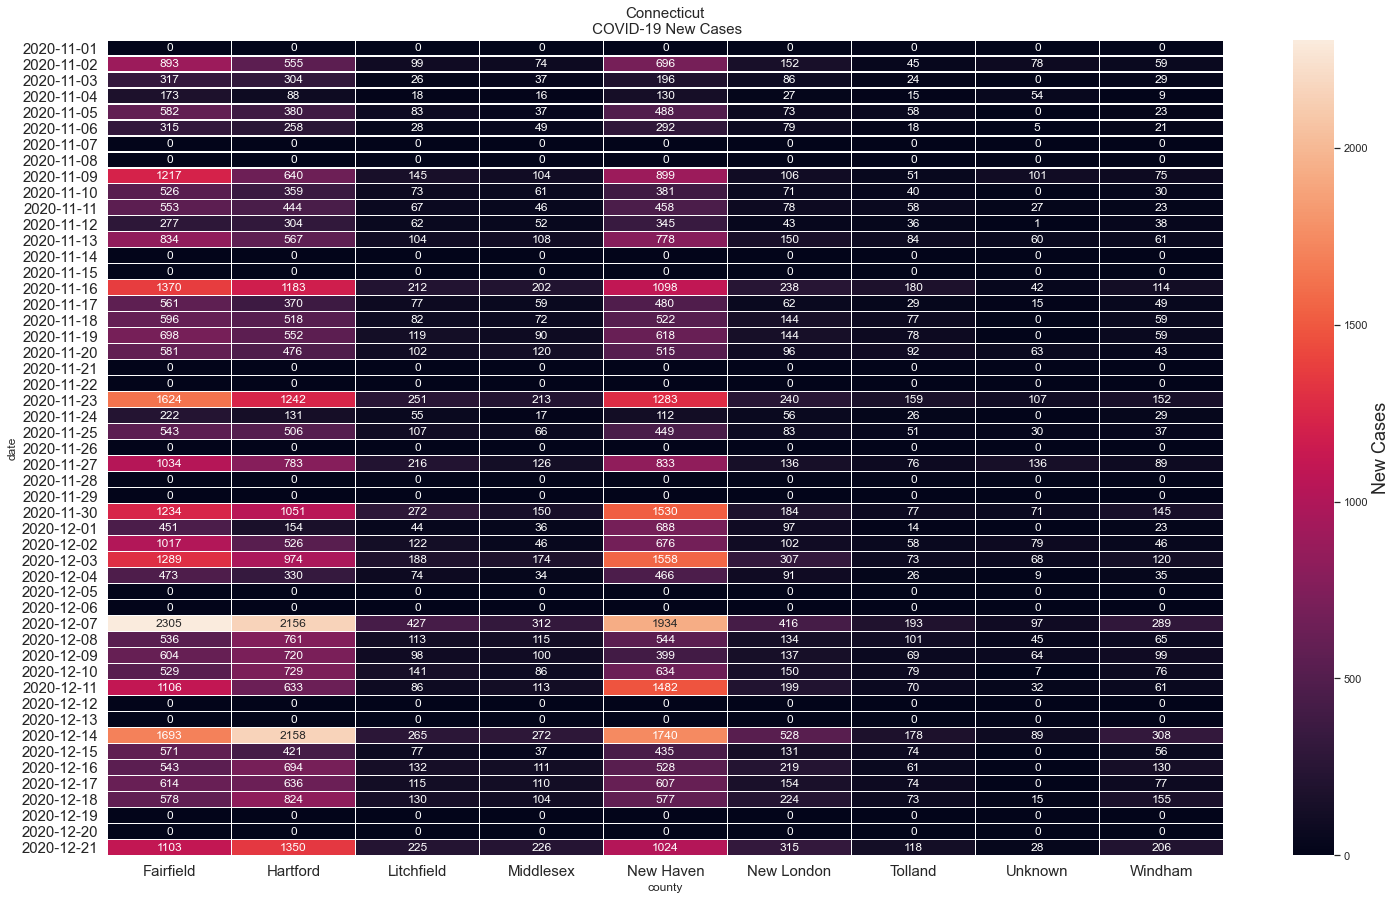 Connecticut
COVID-19 New Cases
2020-11-01 0 0 0 0 0 0 0 0 0
2020-11-02 893 555 99 74 696 152 45 78 59
2020-11-03 317 304 26 37 196 86 24 0 29
2020-11-04 173 88 18 16 130 27 15 54 9
2020-11-05 582 380 83 37 488 73 58 0 23
2020-11-06 315 258 28 49 292 79 18 5 21
2020-11-07 0 0 0 0 0 0 0 0 0
2020-11-08 0 0 0 0 0 0 0 0 0
2020-11-09 1217 640 145 104 899 106 51 101 75
2020-11-10 526 359 73 61 381 71 40 0 30
2020-11-11 553 444 67 46 458 78 58 27 23
2020-11-12 277 304 62 52 345 43 36 1 38
2020-11-13 834 567 104 108 778 150 84 60 61
2020-11-14 0 0 0 0 0 0 0 0 0
2020-11-15 0 0 0 0 0 0 0 0 0
2020-11-16 1370 1183 212 202 1098 238 180 42 114
2020-11-17 561 370 77 59 480 62 29 15 49
2020-11-18 596 518 82 72 522 144 77 0 59
2020-11-19 698 552 119 90 618 144 78 0 59
2020-11-20 581 476 102 120 515 96 92 63 43
2020-11-21 0 0 0 0 0 0 0 0 0
2020-11-22 0 0 0 0 0 0 0 0 0
2020-11-23 1624 1242 251 213 1283 240 159 107 152
2020-11-24 222 131 55 17 112 56 26 0 29
2020-11-25 543 506 107 66 449 83 51 30 37
2020-11-26 0 0 0 0 0 0 0 0 0
2020-11-27 1034 783 216 126 833 136 76 136 89
2020-11-28 0 0 0 0 0 0 0 0 0
2020-11-29 0 0 0 0 0 0 0 0 0
2020-11-30 1234 1051 272 150 1530 184 77 71 145
2020-12-01 451 154 44 36 688 97 14 0 23
2020-12-02 1017 526 122 46 676 102 58 79 46
2020-12-03 1289 974 188 174 1558 307 73 68 120
2020-12-04 473 330 74 34 466 91 26 9 35
2020-12-05 0 0 0 0 0 0 0 0 0
2020-12-06 0 0 0 0 0 0 0 0 0
2020-12-07 2305 2156 427 312 1934 416 193 97 289
2020-12-08 536 761 113 115 544 134 101 45 65
2020-12-09 604 720 98 100 399 137 69 64 99
2020-12-10 529 729 141 86 634 150 79 7 76
2020-12-11 1106 633 86 113 1482 199 70 32 61
2020-12-12 0 0 0 0 0 0 0 0 0
2020-12-13 0 0 0 0 0 0 0 0 0
2020-12-14 1693 2158 265 272 1740 528 178 89 308
2020-12-15 571 421 77 37 435 131 74 0 56
2020-12-16 543 694 132 111 528 219 61 0 130
2020-12-17 614 636 115 110 607 154 74 0 77
2020-12-18 578 824 130 104 577 224 73 15 155
2020-12-19 0 0 0 0 0 0 0 0 0
2020-12-20 0 0 0 0 0 0 0 0 0
2020-12-21 1103 1350 225 226 1024 315 118 28 206
Fairfield Hartford Litchfield Middlesex New Haven New London Tolland Unknown Windham
county
date
2000
1500
1000
500
0
New Cases